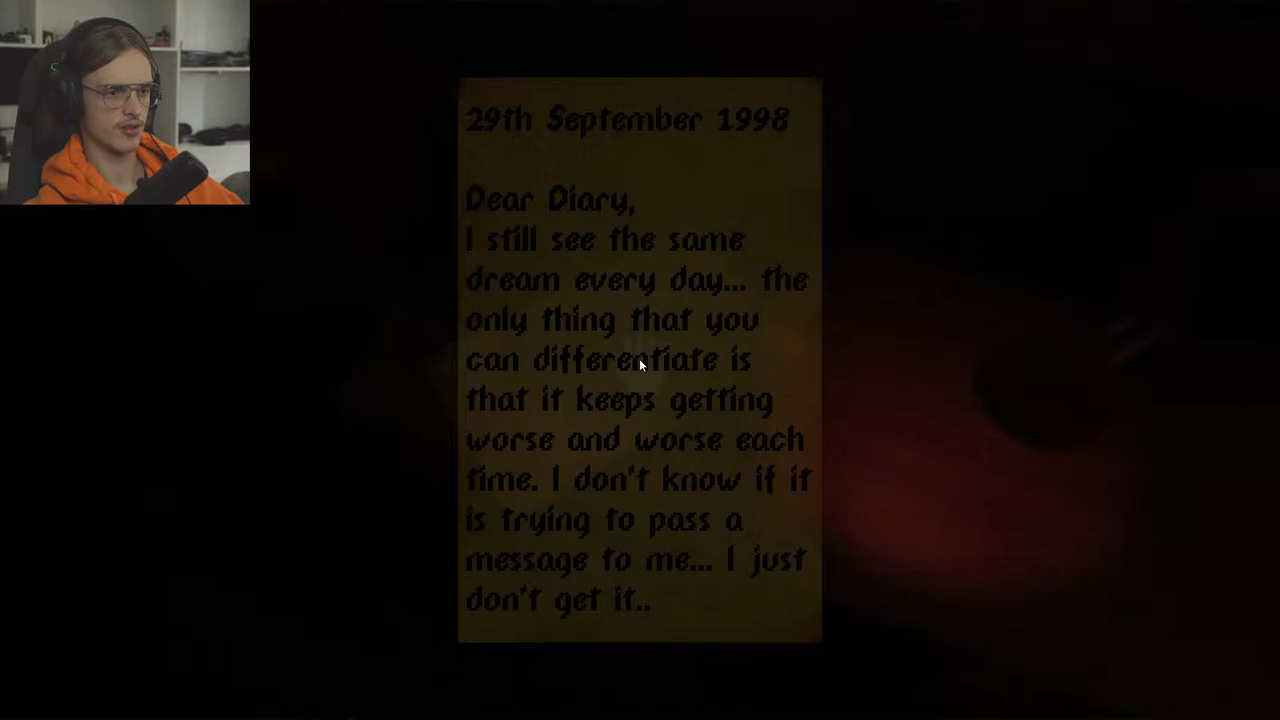 29th September 1998
Dear Diary,
I still see the same
dream every day... the
only thing that you
can differentiate is
that it keeps getting
worse and worse each
time. I don't know if it
is trying to pass a
message to me... I just
don't get it..